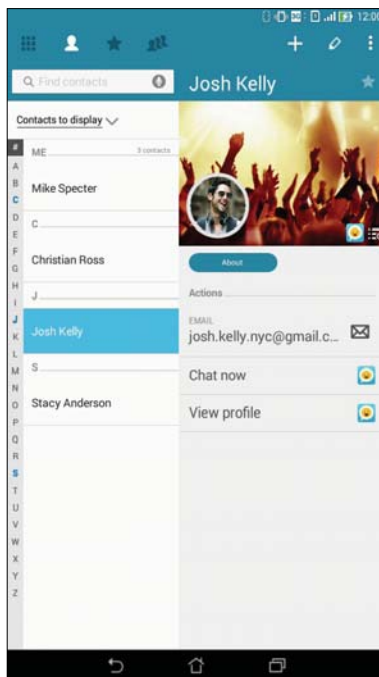 12:00
Find contacts
Josh Kelly
Contacts to display
#
A
B
C
D
E
F
G
H
I
J
K
L
M
N
O
P
Q
R
S
T
U
V
W
X
Y
Z
ME
3 contacts
Mike Specter
C
Christian Ross
J
Josh Kelly
S
Stacy Anderson
About
Actions
EMAIL
josh.kelly.nyc@gmail.c...
Chat now
View profile